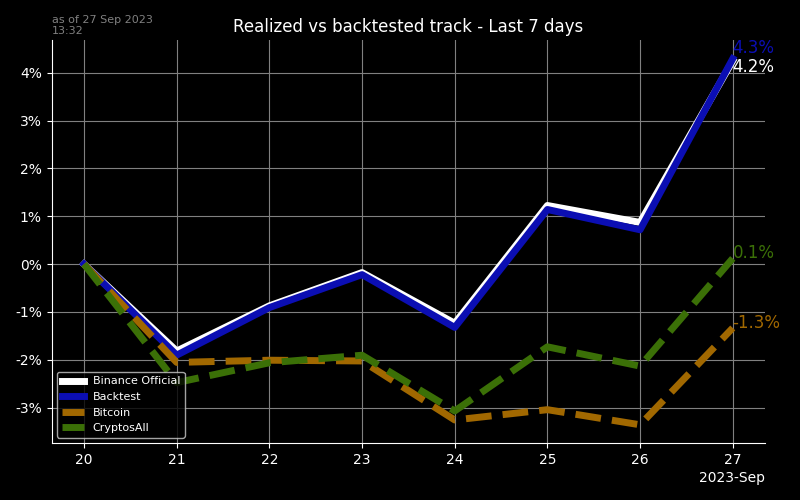 as of 27 Sep 2023
13:32
Realized vs backtested track - Last 7 days
4.3%
4.2%
4%
3%
2%
1%
0%
-1%
-2%
-3%
0.1%
-1.3%
Binance Official
Backtest
Bitcoin
CryptosAll
20 21 22 23 24 25 26 27
2023-Sep